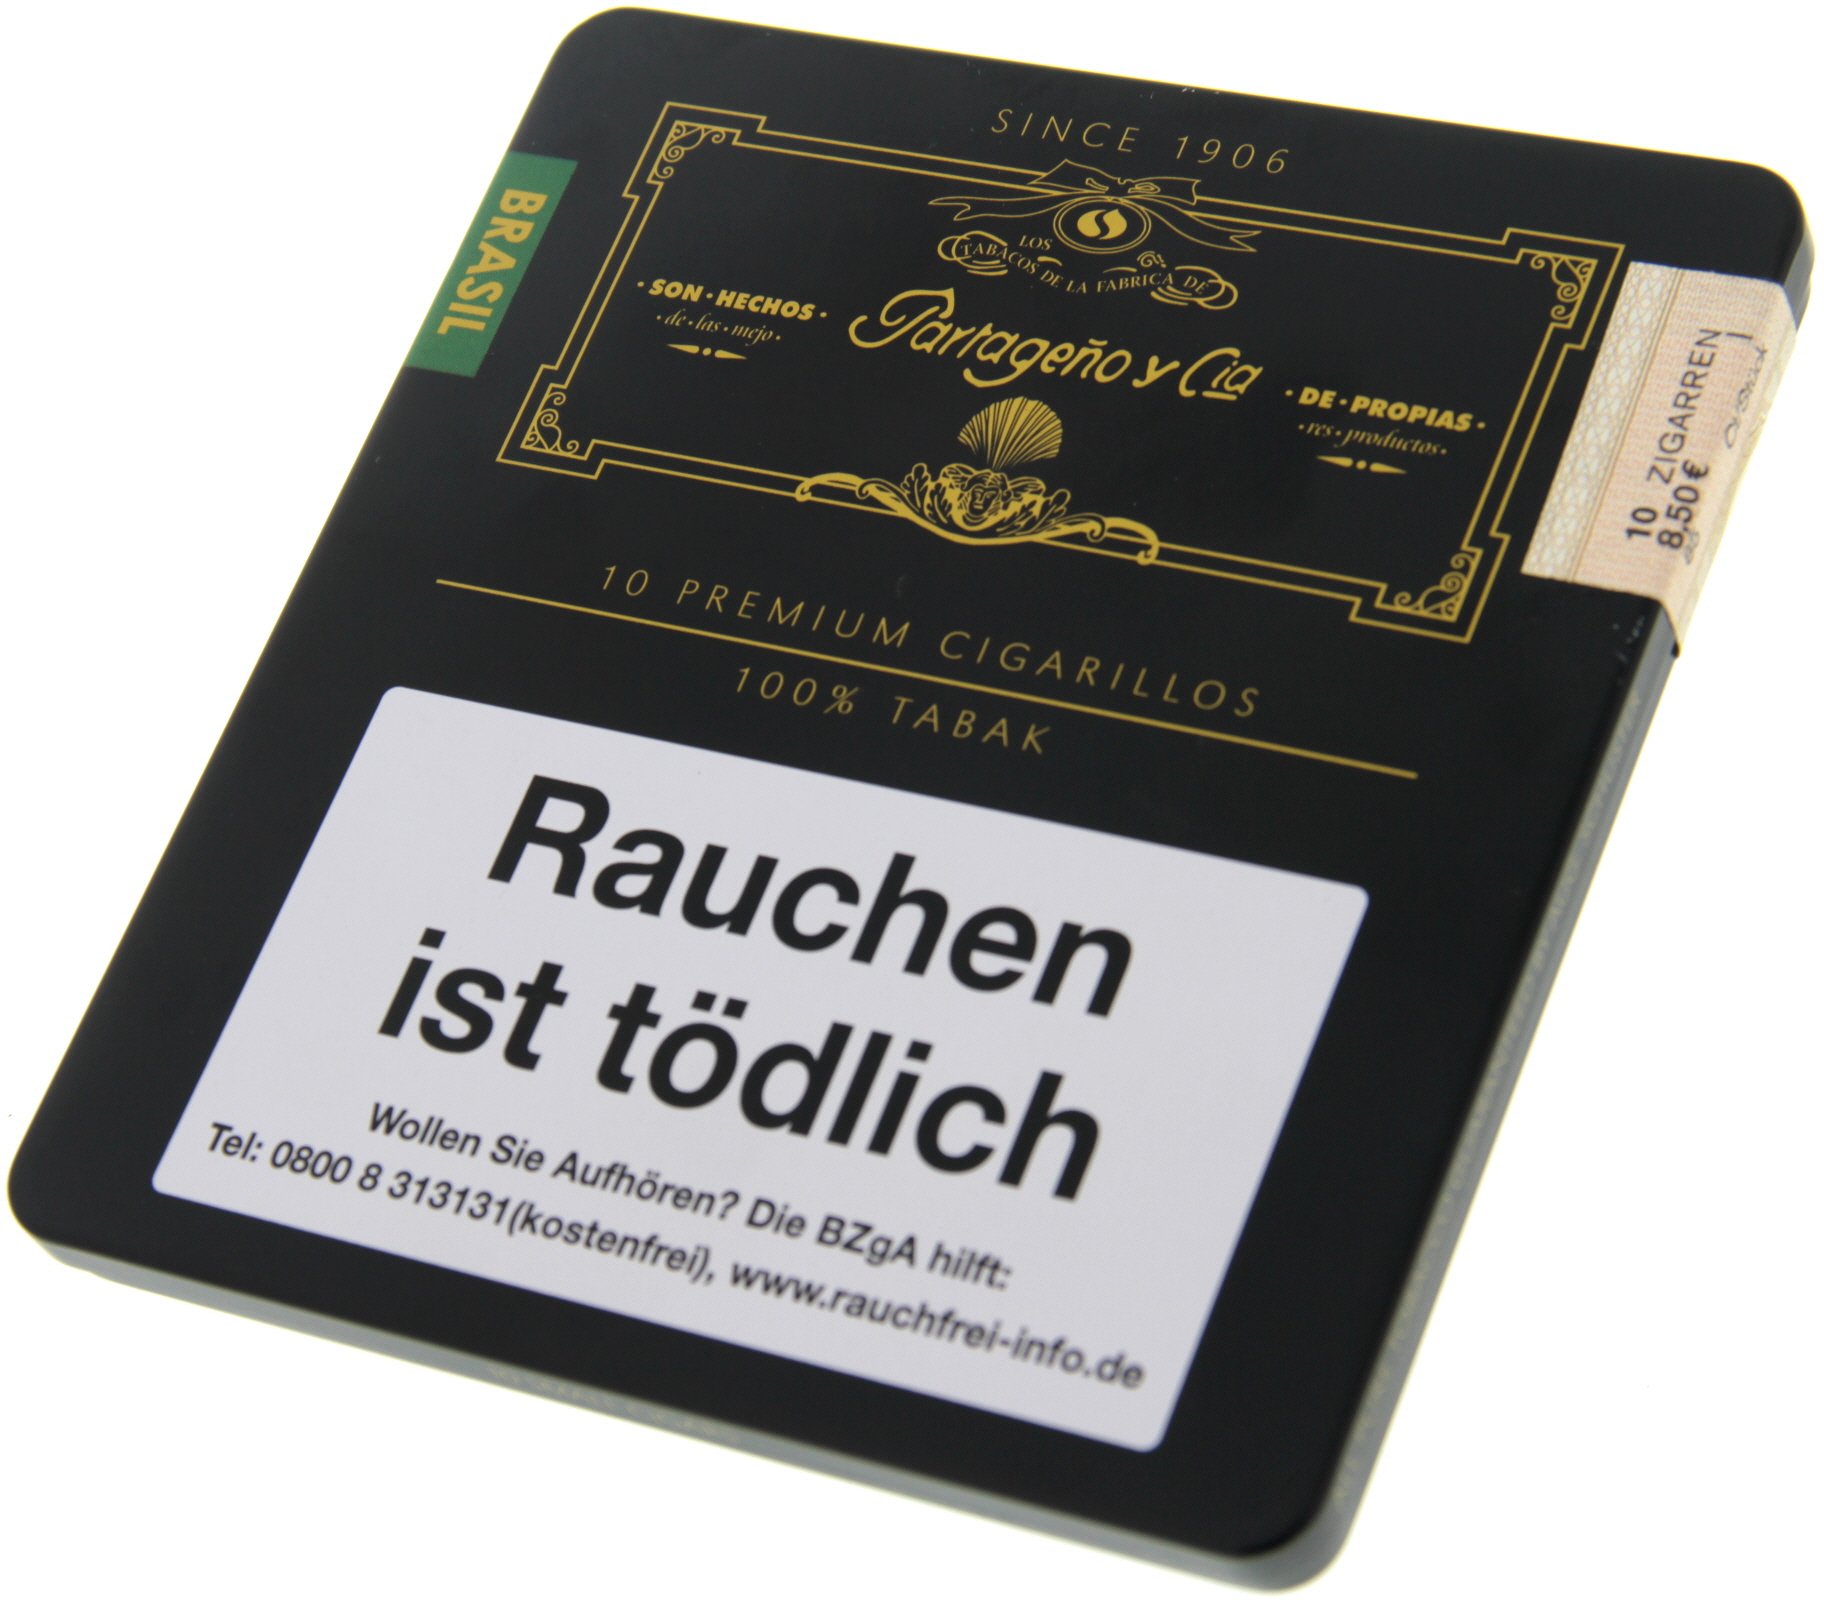 SINCE 1906
BRASIL
LOS
TABACOS DE LA FABRICA DE
· SON · HECHOS ·
· de · las · mejo ·
Partageño y Cia
· DE · PROPIAS ·
· res · productos ·
10 ZIGARREN
8,50 €
10 PREMIUM CIGARILLOS
100% TABAK
Rauchen
ist tödlich
Wollen Sie Aufhören? Die BZgA hilft:
Tel: 0800 8 313131(kostenfrei), www.rauchfrei-info.de